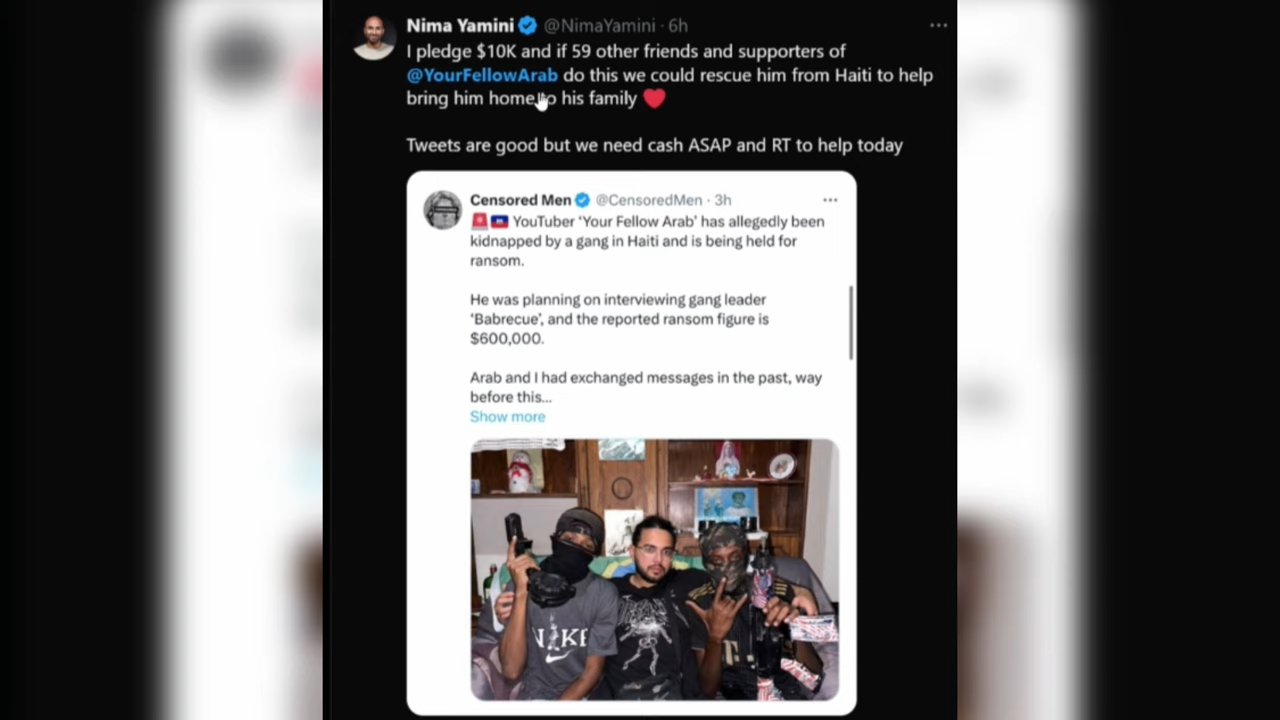 Nima Yamini @NimaYamini · 6h
I pledge $10K and if 59 other friends and supporters of
@YourFellowArab do this we could rescue him from Haiti to help
bring him home to his family ❤️
Tweets are good but we need cash ASAP and RT to help today
Censored Men @CensoredMen · 3h
🚨🇭🇹 YouTuber ‘Your Fellow Arab’ has allegedly been
kidnapped by a gang in Haiti and is being held for
ransom.
He was planning on interviewing gang leader
‘Babrecue’, and the reported ransom figure is
$600,000.
Arab and I had exchanged messages in the past, way
before this...
Show more
NIKE